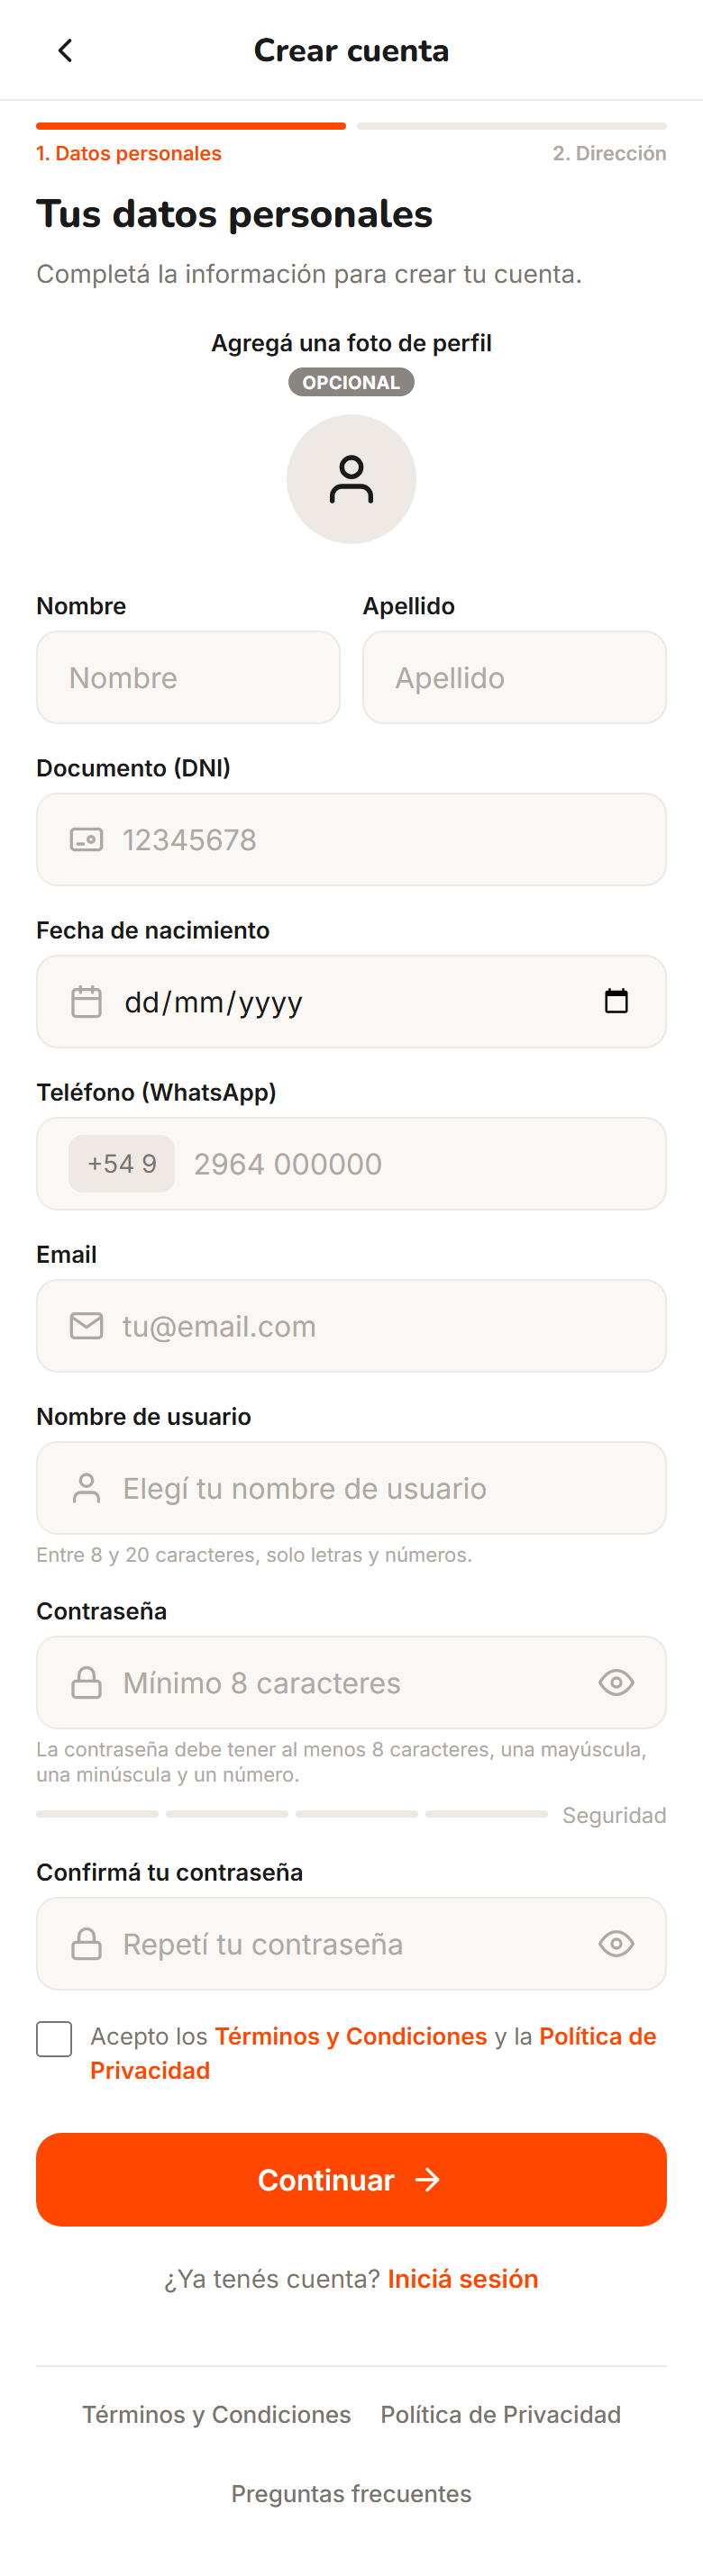 Crear cuenta
1. Datos personales
2. Dirección
Tus datos personales
Completá la información para crear tu cuenta.
Agregá una foto de perfil
OPCIONAL
Nombre
Apellido
Nombre
Apellido
Documento (DNI)
12345678
Fecha de nacimiento
dd/mm/yyyy
Teléfono (WhatsApp)
+54 9
2964 000000
Email
tu@email.com
Nombre de usuario
Elegí tu nombre de usuario
Entre 8 y 20 caracteres, solo letras y números.
Contraseña
Mínimo 8 caracteres
La contraseña debe tener al menos 8 caracteres, una mayúscula,
una minúscula y un número.
Seguridad
Confirmá tu contraseña
Repetí tu contraseña
Acepto los Términos y Condiciones y la Política de
Privacidad
Continuar
¿Ya tenés cuenta? Iniciá sesión
Términos y Condiciones
Política de Privacidad
Preguntas frecuentes